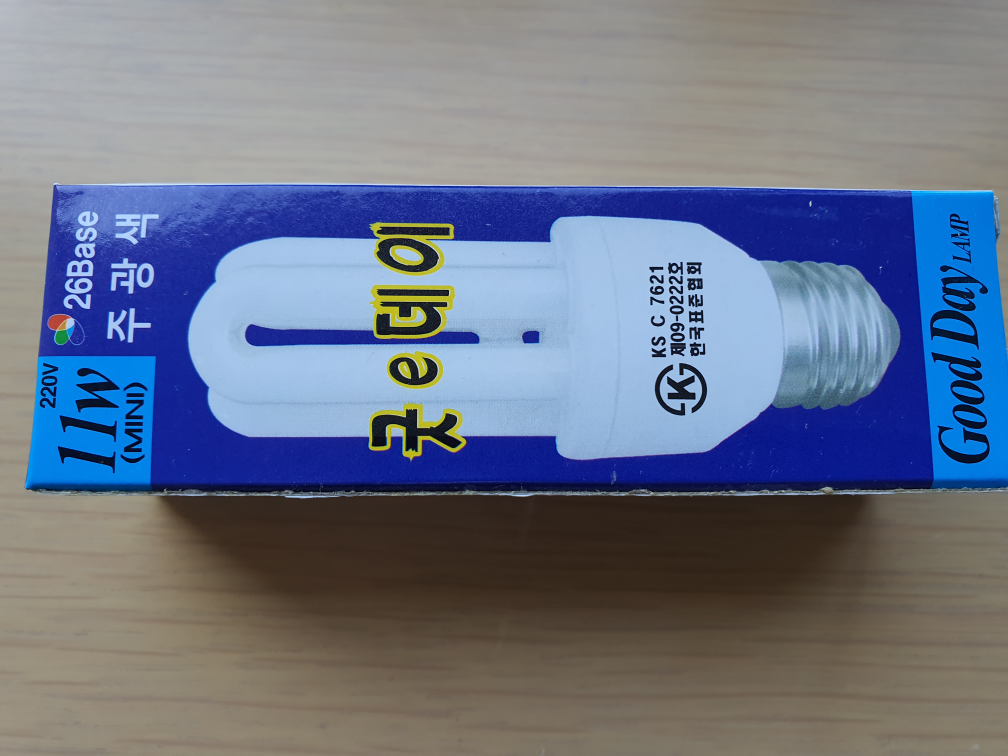 220V
11W
(MINI)
26Base
주광색
굿e데이
KS C 7621
제09-0222호
한국표준협회
K
Good Day LAMP